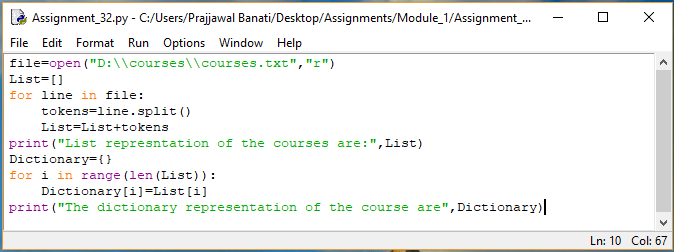 Assignment_32.py - C:/Users/Prajjawal Banati/Desktop/Assignments/Module_1/Assignment_...
File Edit Format Run Options Window Help
file=open("D:\\courses\\courses.txt","r")
List=[]
for line in file:
    tokens=line.split()
    List=List+tokens
print("List represntation of the courses are:",List)
Dictionary={}
for i in range(len(List)):
    Dictionary[i]=List[i]
print("The dictionary representation of the course are",Dictionary)
Ln: 10 Col: 67